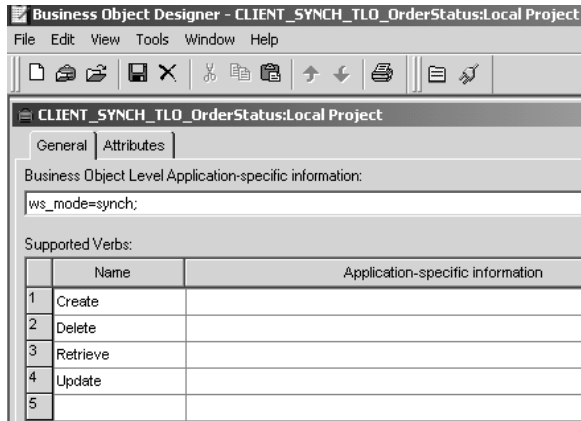 Business Object Designer - CLIENT_SYNCH_TLO_OrderStatus:Local Project
File Edit View Tools Window Help
CLIENT_SYNCH_TLO_OrderStatus:Local Project
General Attributes
Business Object Level Application-specific information:
ws_mode=synch;
Supported Verbs:
Name Application-specific information
1 Create
2 Delete
3 Retrieve
4 Update
5